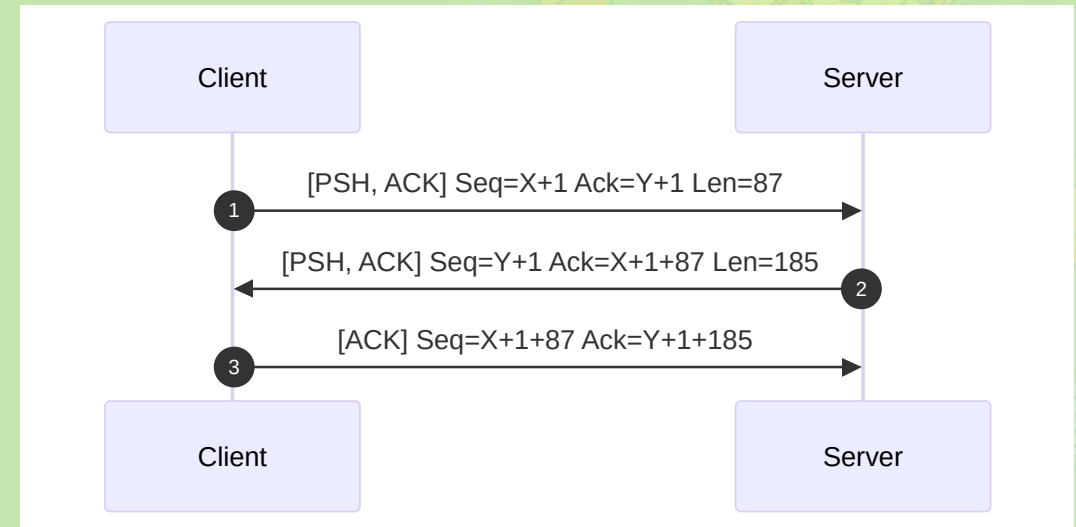 Client
Server
[PSH, ACK] Seq=X+1 Ack=Y+1 Len=87
1
[PSH, ACK] Seq=Y+1 Ack=X+1+87 Len=185
2
[ACK] Seq=X+1+87 Ack=Y+1+185
3
Client
Server